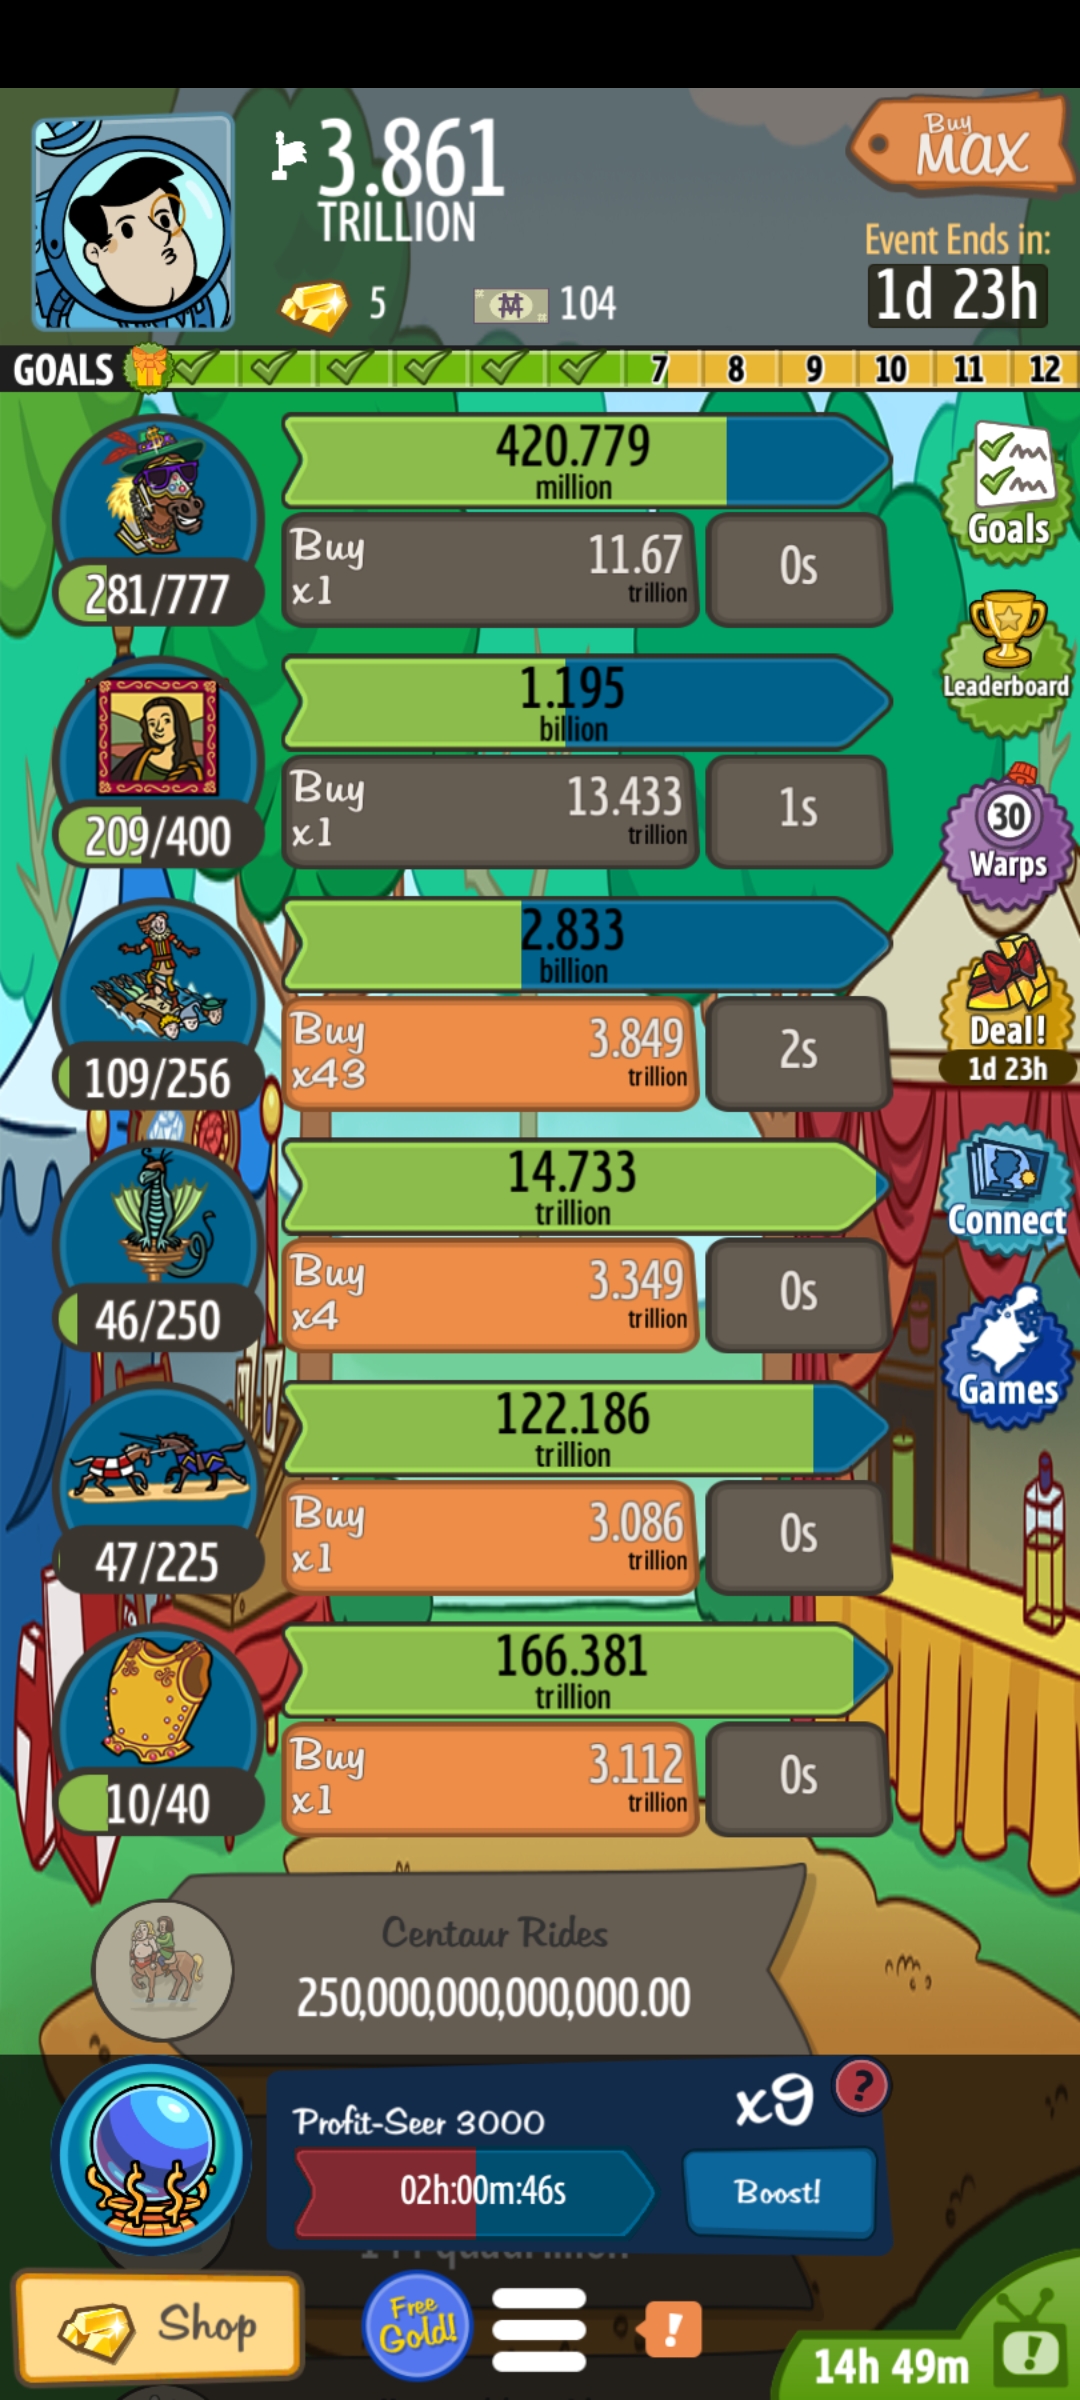 3.861
TRILLION
Buy
MAX
Event Ends in:
1d 23h
5
104
GOALS 7 8 9 10 11 12
420.779
million
Buy
x1
11.67
trillion
0s
281/777
Goals
1.195
billion
Leaderboard
Buy
x1
13.433
trillion
1s
209/400
30
Warps
2.833
billion
Buy
x43
3.849
trillion
2s
109/256
Deal!
1d 23h
14.733
trillion
Connect
Buy
x4
3.349
trillion
0s
46/250
Games
122.186
trillion
Buy
x1
3.086
trillion
0s
47/225
166.381
trillion
Buy
x1
3.112
trillion
0s
10/40
Centaur Rides
250,000,000,000,000.00
Profit-Seer 3000
x9
?
02h:00m:46s
Boost!
Shop
Free
Gold!
!
14h 49m
!